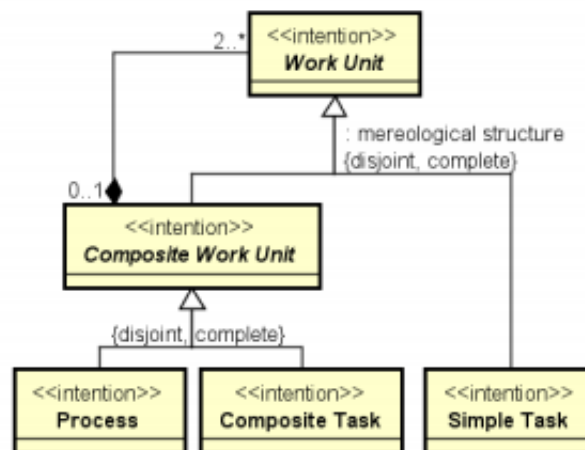 <<intention>>
Work Unit
2..*
: mereological structure
{disjoint, complete}
0..1
<<intention>>
Composite Work Unit
{disjoint, complete}
<<intention>>
Process
<<intention>>
Composite Task
<<intention>>
Simple Task